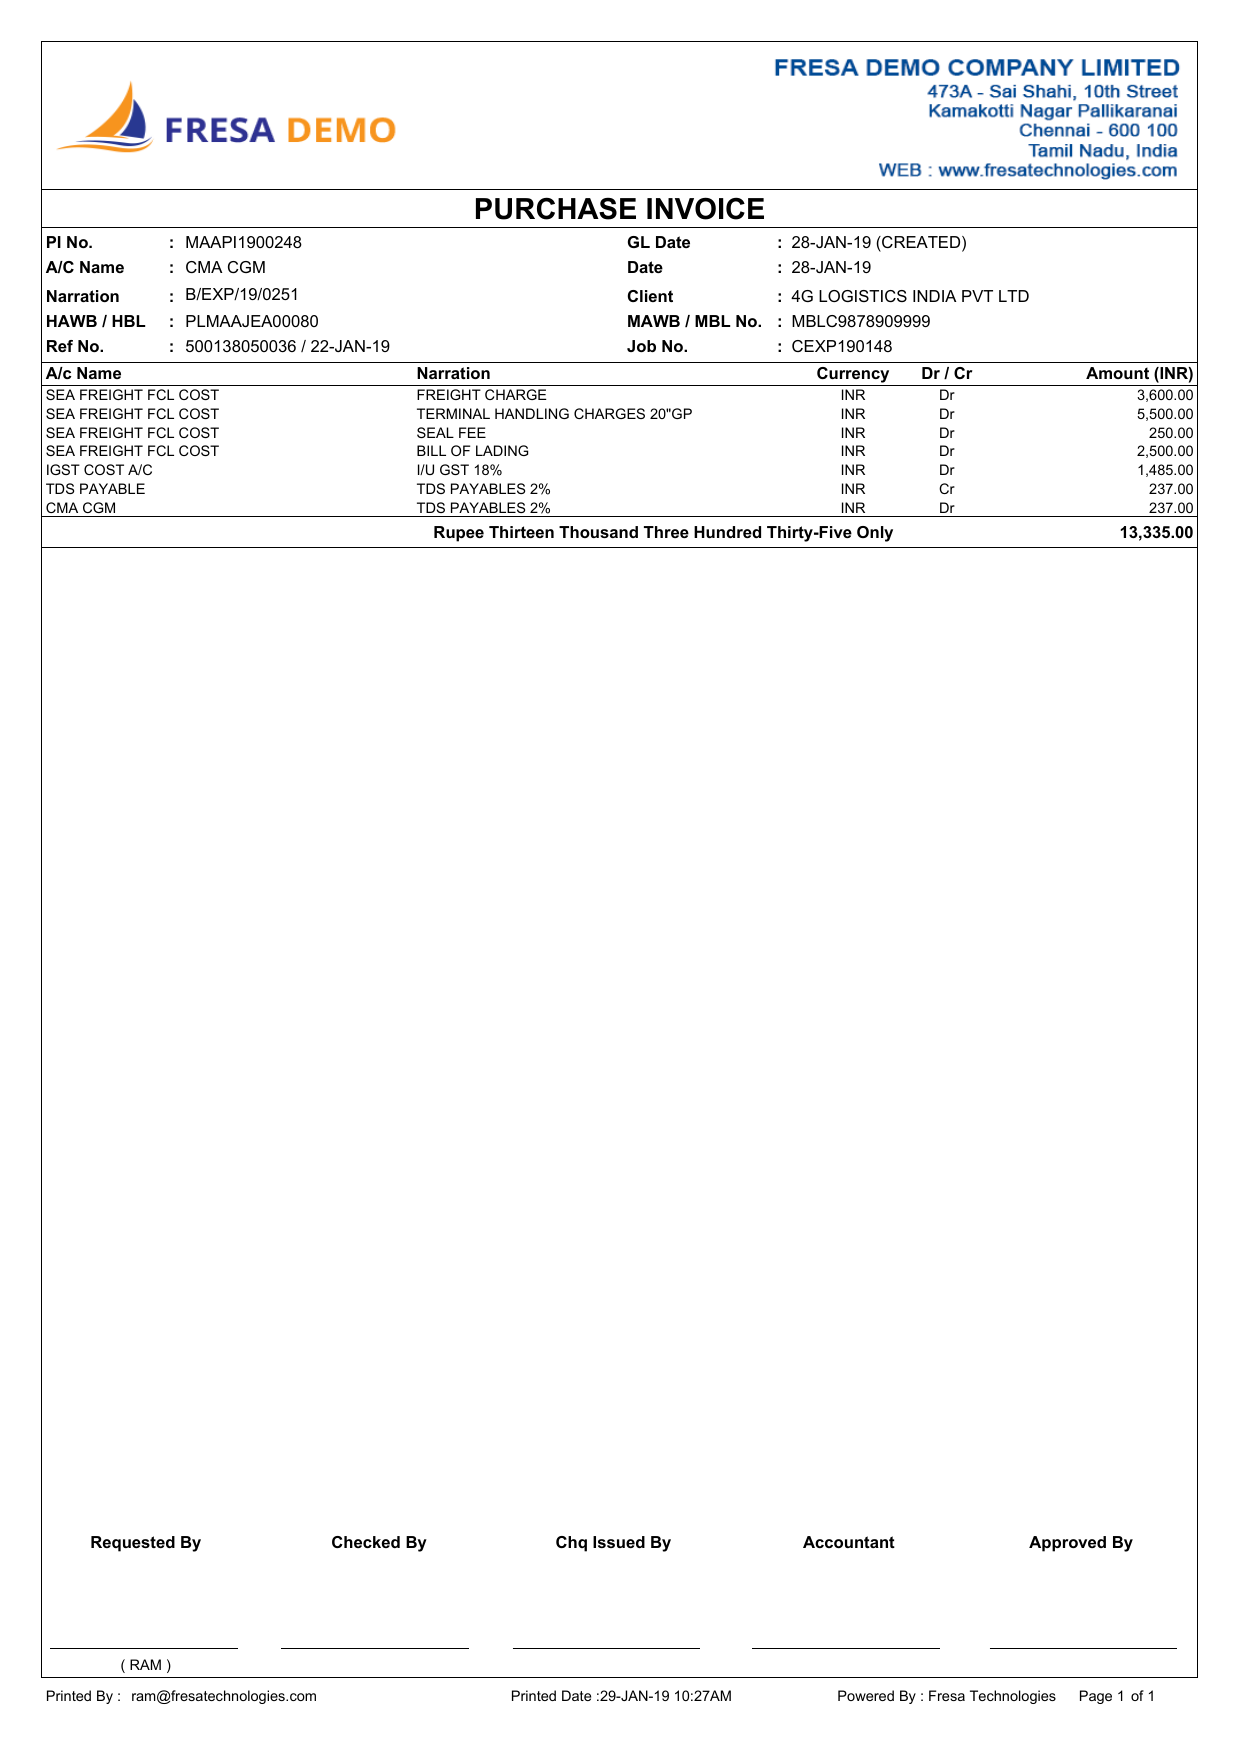 FRESA DEMO
FRESA DEMO COMPANY LIMITED
473A - Sai Shahi, 10th Street
Kamakotti Nagar Pallikaranai
Chennai - 600 100
Tamil Nadu, India
WEB : www.fresatechnologies.com
PURCHASE INVOICE
PI No. : MAAPI1900248 GL Date : 28-JAN-19 (CREATED)
A/C Name : CMA CGM Date : 28-JAN-19
Narration : B/EXP/19/0251 Client : 4G LOGISTICS INDIA PVT LTD
HAWB / HBL : PLMAAJEA00080 MAWB / MBL No. : MBLC9878909999
Ref No. : 500138050036 / 22-JAN-19 Job No. : CEXP190148
A/c Name Narration Currency Dr / Cr Amount (INR)
SEA FREIGHT FCL COST FREIGHT CHARGE INR Dr 3,600.00
SEA FREIGHT FCL COST TERMINAL HANDLING CHARGES 20"GP INR Dr 5,500.00
SEA FREIGHT FCL COST SEAL FEE INR Dr 250.00
SEA FREIGHT FCL COST BILL OF LADING INR Dr 2,500.00
IGST COST A/C I/U GST 18% INR Dr 1,485.00
TDS PAYABLE TDS PAYABLES 2% INR Cr 237.00
CMA CGM TDS PAYABLES 2% INR Dr 237.00
Rupee Thirteen Thousand Three Hundred Thirty-Five Only 13,335.00
Requested By Checked By Chq Issued By Accountant Approved By
( RAM )
Printed By : ram@fresatechnologies.com Printed Date :29-JAN-19 10:27AM Powered By : Fresa Technologies Page 1 of 1